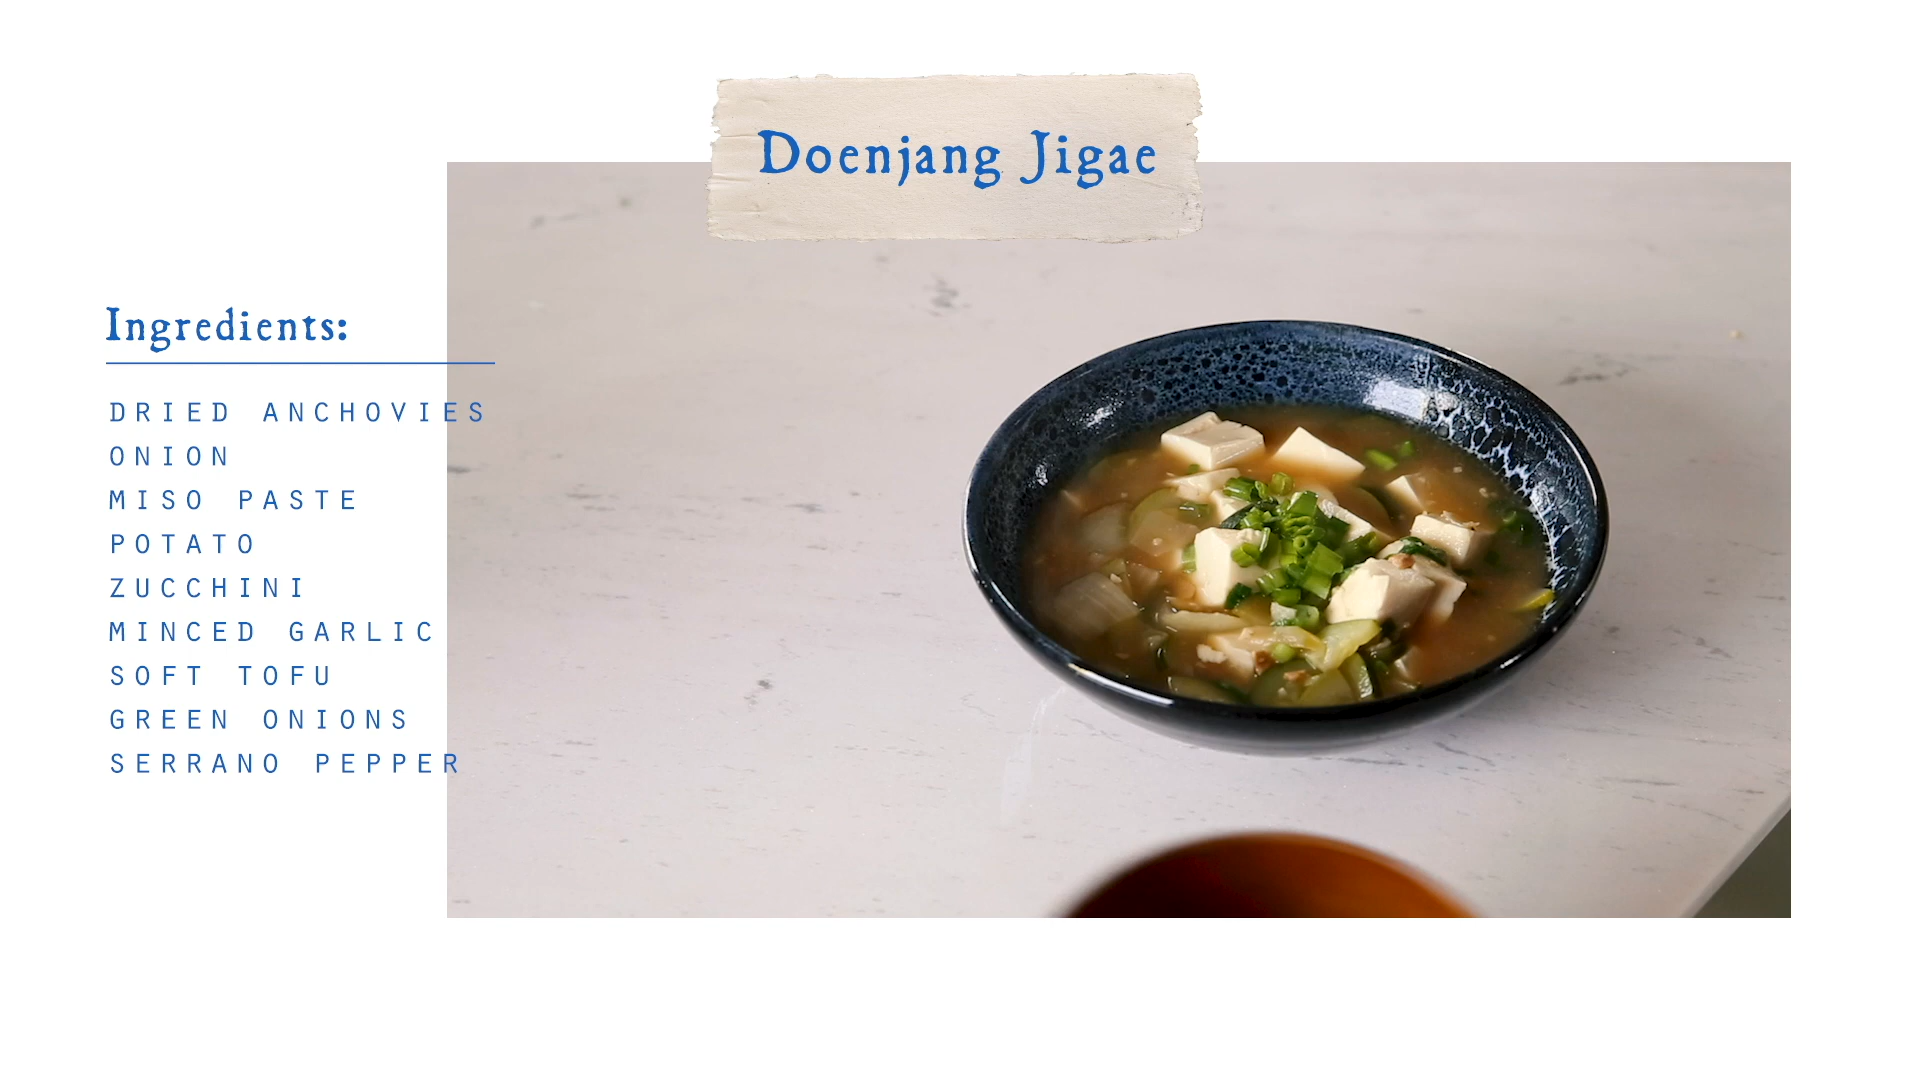 Doenjang Jigae
Ingredients:
DRIED ANCHOVIES
ONION
MISO PASTE
POTATO
ZUCCHINI
MINCED GARLIC
SOFT TOFU
GREEN ONIONS
SERRANO PEPPER